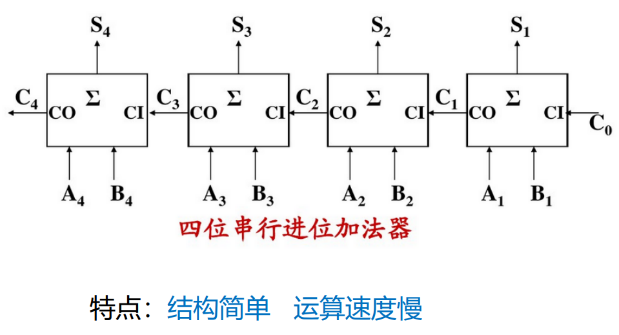 S₄ S₃ S₂ S₁
C₄ CO Σ CI C₃ CO Σ CI C₂ CO Σ CI C₁ CO Σ CI C₀
A₄ B₄ A₃ B₃ A₂ B₂ A₁ B₁
四位串行进位加法器
特点：结构简单 运算速度慢